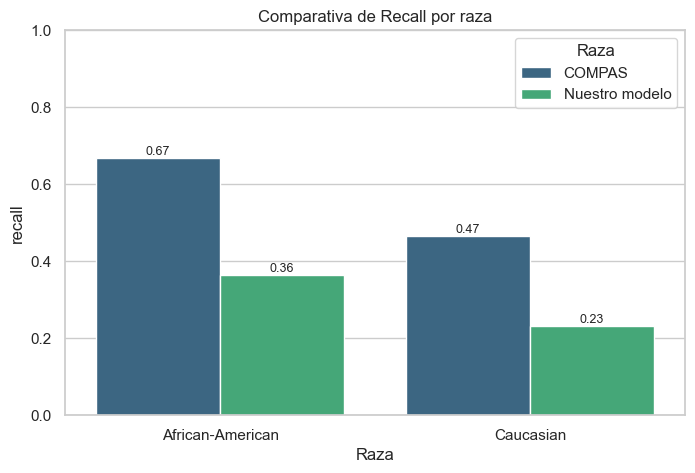 Comparativa de Recall por raza
Raza
COMPAS
Nuestro modelo
1.0
0.8
0.6
0.4
0.2
0.0
recall
0.67
0.36
0.47
0.23
African-American
Caucasian
Raza